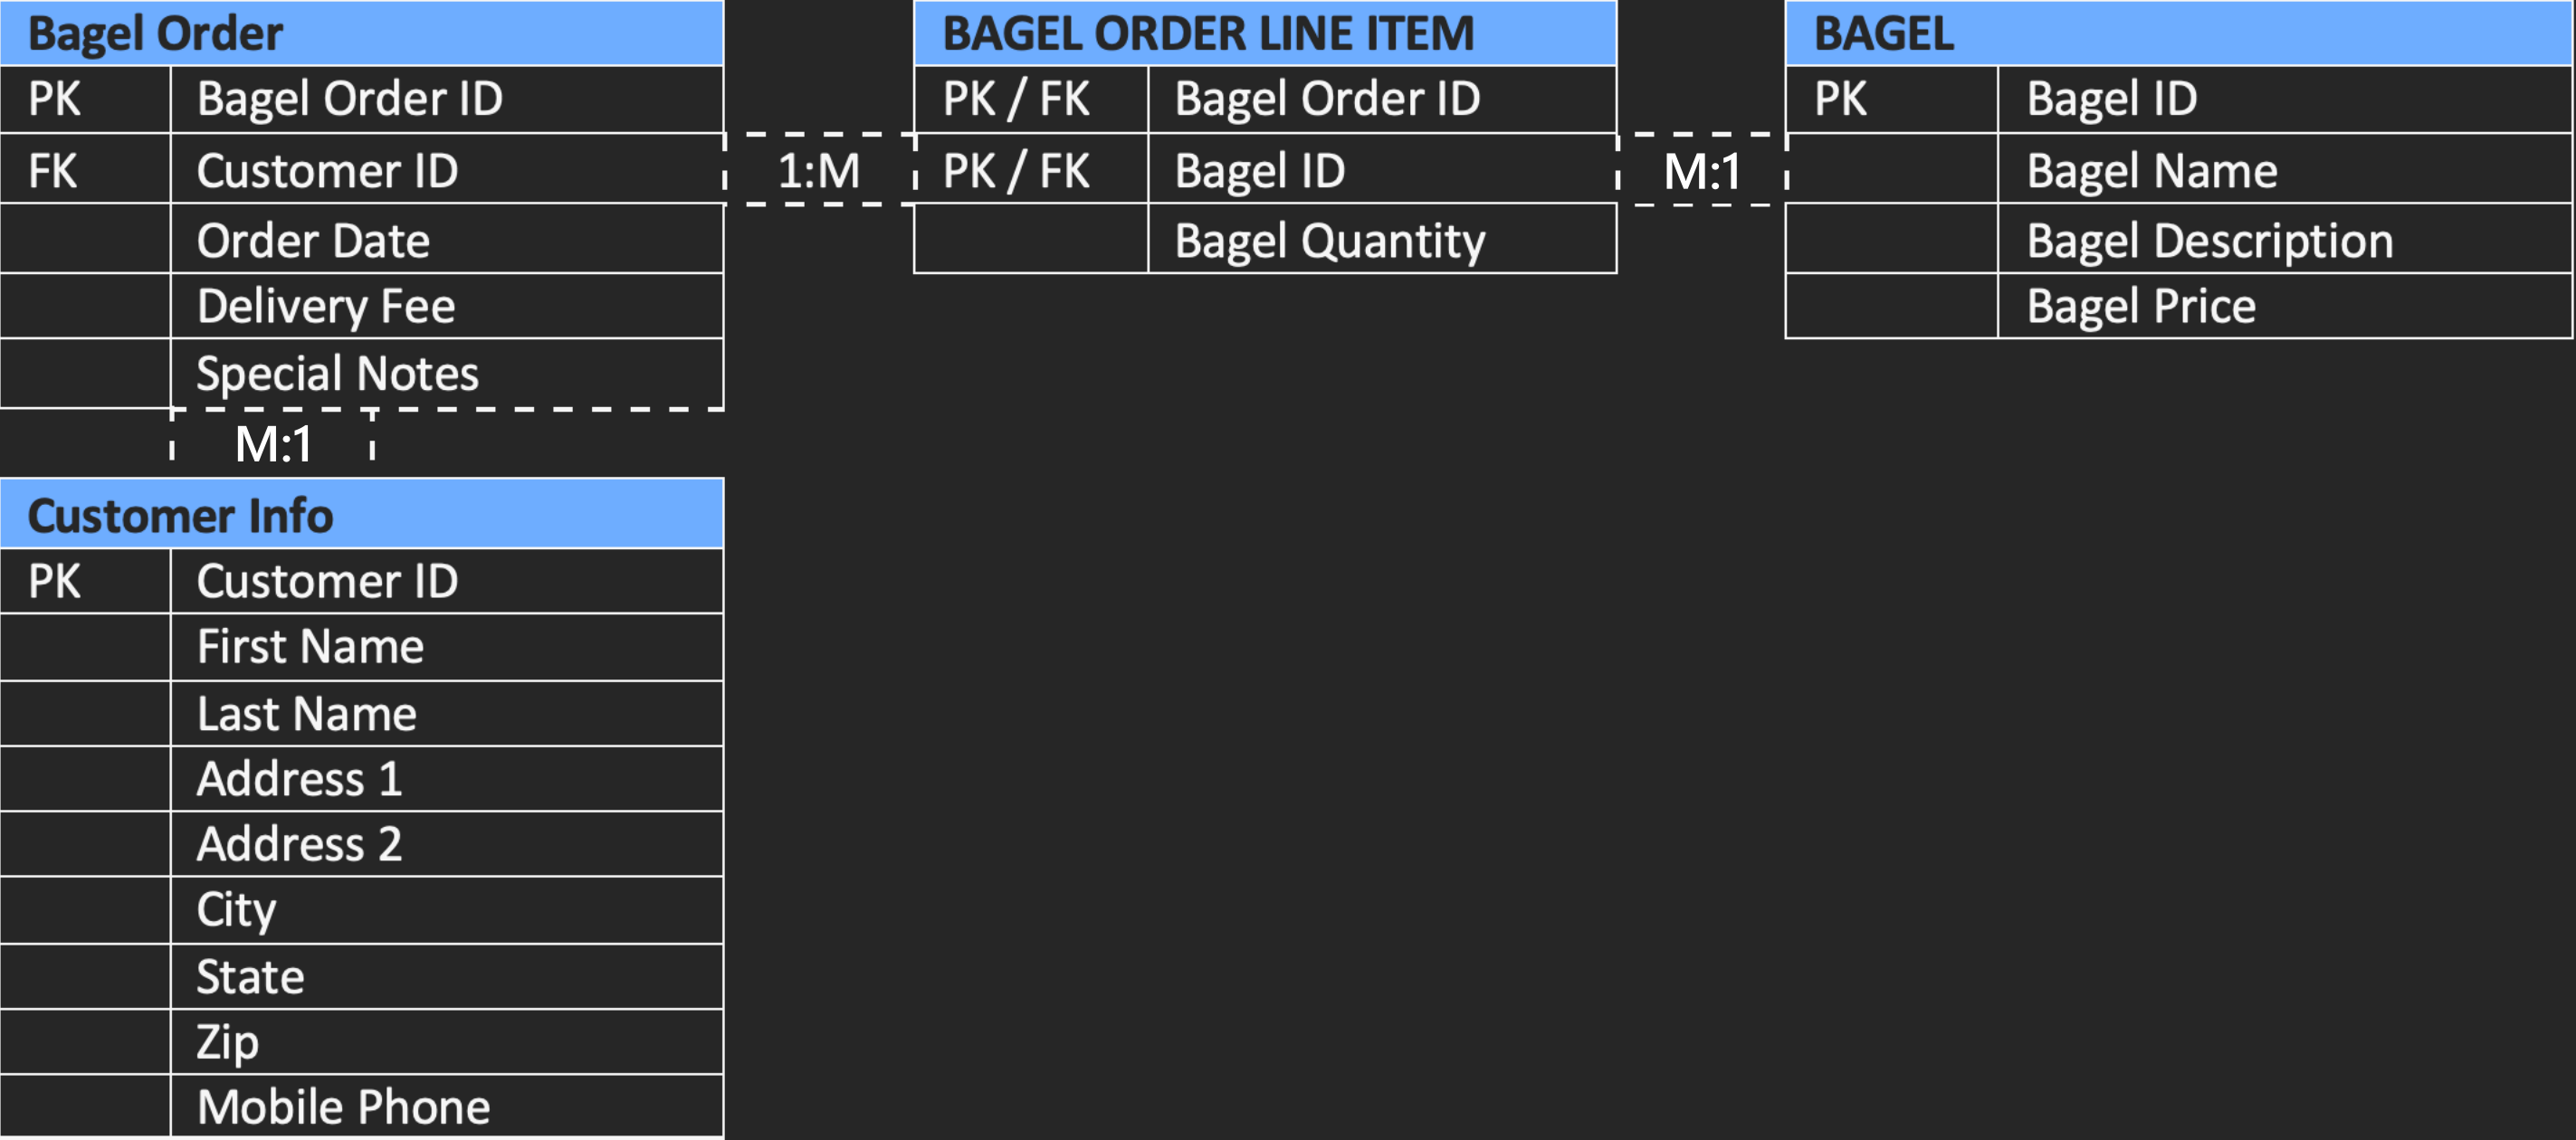 Bagel Order
PK Bagel Order ID
FK Customer ID
Order Date
Delivery Fee
Special Notes
1:M
BAGEL ORDER LINE ITEM
PK / FK Bagel Order ID
PK / FK Bagel ID
Bagel Quantity
M:1
BAGEL
PK Bagel ID
Bagel Name
Bagel Description
Bagel Price
M:1
Customer Info
PK Customer ID
First Name
Last Name
Address 1
Address 2
City
State
Zip
Mobile Phone